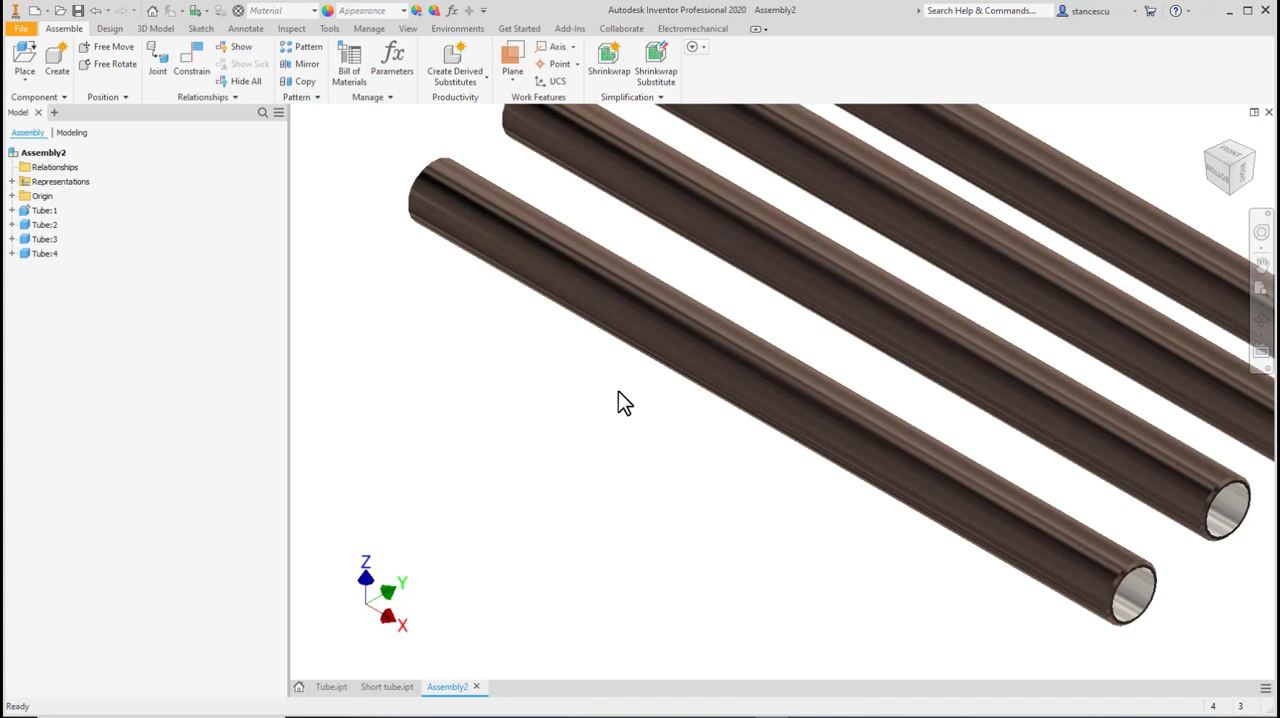 Material
Appearance
Autodesk Inventor Professional 2020 Assembly2
Search Help & Commands...
stancescu
File Assemble Design 3D Model Sketch Annotate Inspect Tools Manage View Environments Get Started Add-Ins Collaborate Electromechanical
Place
Create
Free Move
Free Rotate
Joint
Constrain
Show
Show Sick
Hide All
Pattern
Mirror
Copy
Bill of
Materials
Parameters
Create Derived
Substitutes
Plane
Axis
Point
UCS
Shrinkwrap
Shrinkwrap
Substitute
Component Position Relationships Pattern Manage Productivity Work Features Simplification
Model
Assembly Modeling
Assembly2
Relationships
Representations
Origin
Tube:1
Tube:2
Tube:3
Tube:4
FRONT
RIGHT
BOTTOM
Z
Y
X
Tube.ipt Short tube.ipt Assembly2
Ready
4 3